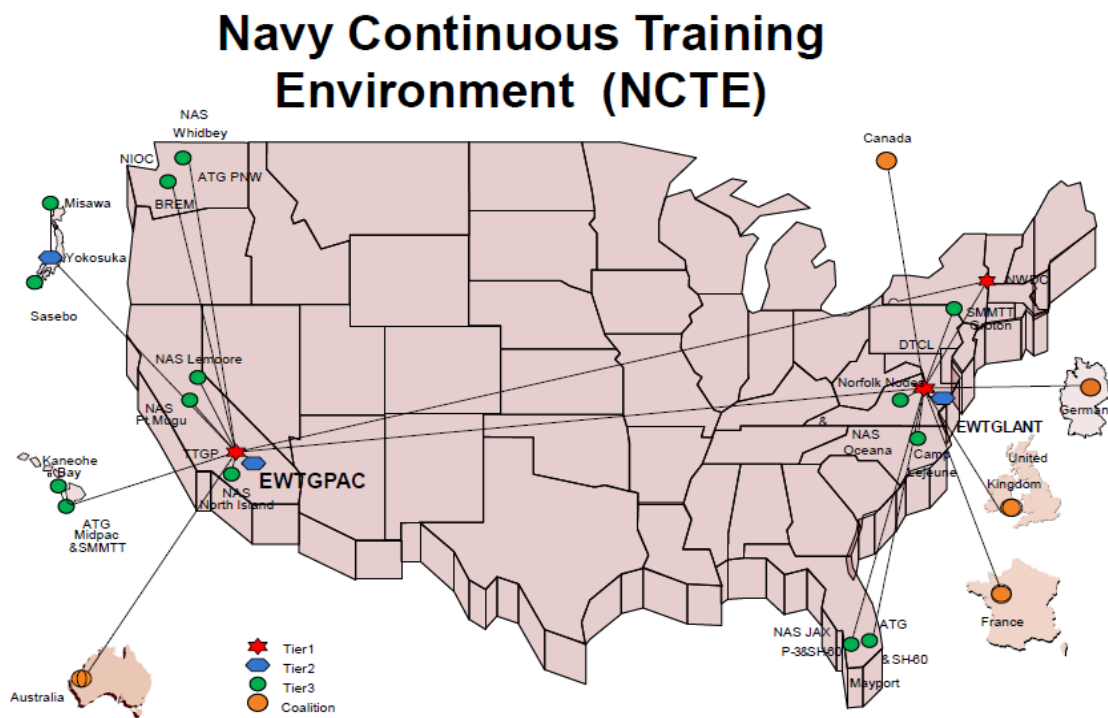 Navy Continuous Training
Environment (NCTE)
NAS
Whidbey
NIOC
ATG PNW
BREM
Canada
Misawa
Yokosuka
Sasebo
NWDC
SMMTT
Groton
DTCL
NAS Lemoore
Norfolk Nodes
German
NAS
Pt.Mugu
&
EWTGLANT
TTGP
NAS
Oceana
Camp
Lejeune
United
Kingdom
Kaneohe
Bay
EWTGPAC
NAS
North Island
ATG
Midpac
&SMMTT
France
NAS JAX
P-3&SH-60
ATG
& SH-60
Mayport
Australia
Tier1
Tier2
Tier3
Coalition